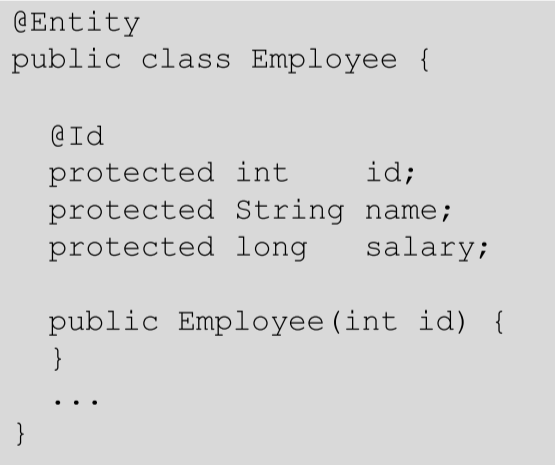 @Entity
public class Employee {
@Id
protected int id;
protected String name;
protected long salary;
public Employee(int id) {
}
...
}